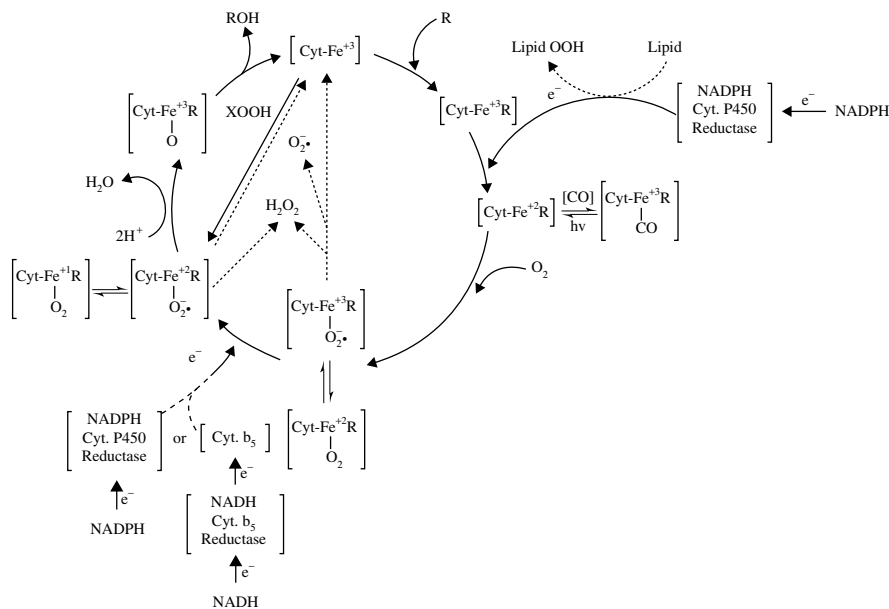 ROH
[Cyt-Fe⁺³]
R
Lipid OOH
Lipid
NADPH
Cyt. P450
Reductase
e⁻
NADPH
e⁻
Cyt-Fe⁺³R
O
XOOH
[Cyt-Fe⁺³R]
O₂⁻•
H₂O
H₂O₂
[Cyt-Fe⁺²R]
[CO]
hv
Cyt-Fe⁺³R
CO
2H⁺
Cyt-Fe⁺¹R
O₂
Cyt-Fe⁺²R
O₂⁻•
O₂
Cyt-Fe⁺³R
O₂⁻•
e⁻
NADPH
Cyt. P450
Reductase
or
[Cyt. b₅]
Cyt-Fe⁺²R
O₂
e⁻
NADPH
e⁻
NADH
Cyt. b₅
Reductase
e⁻
NADH